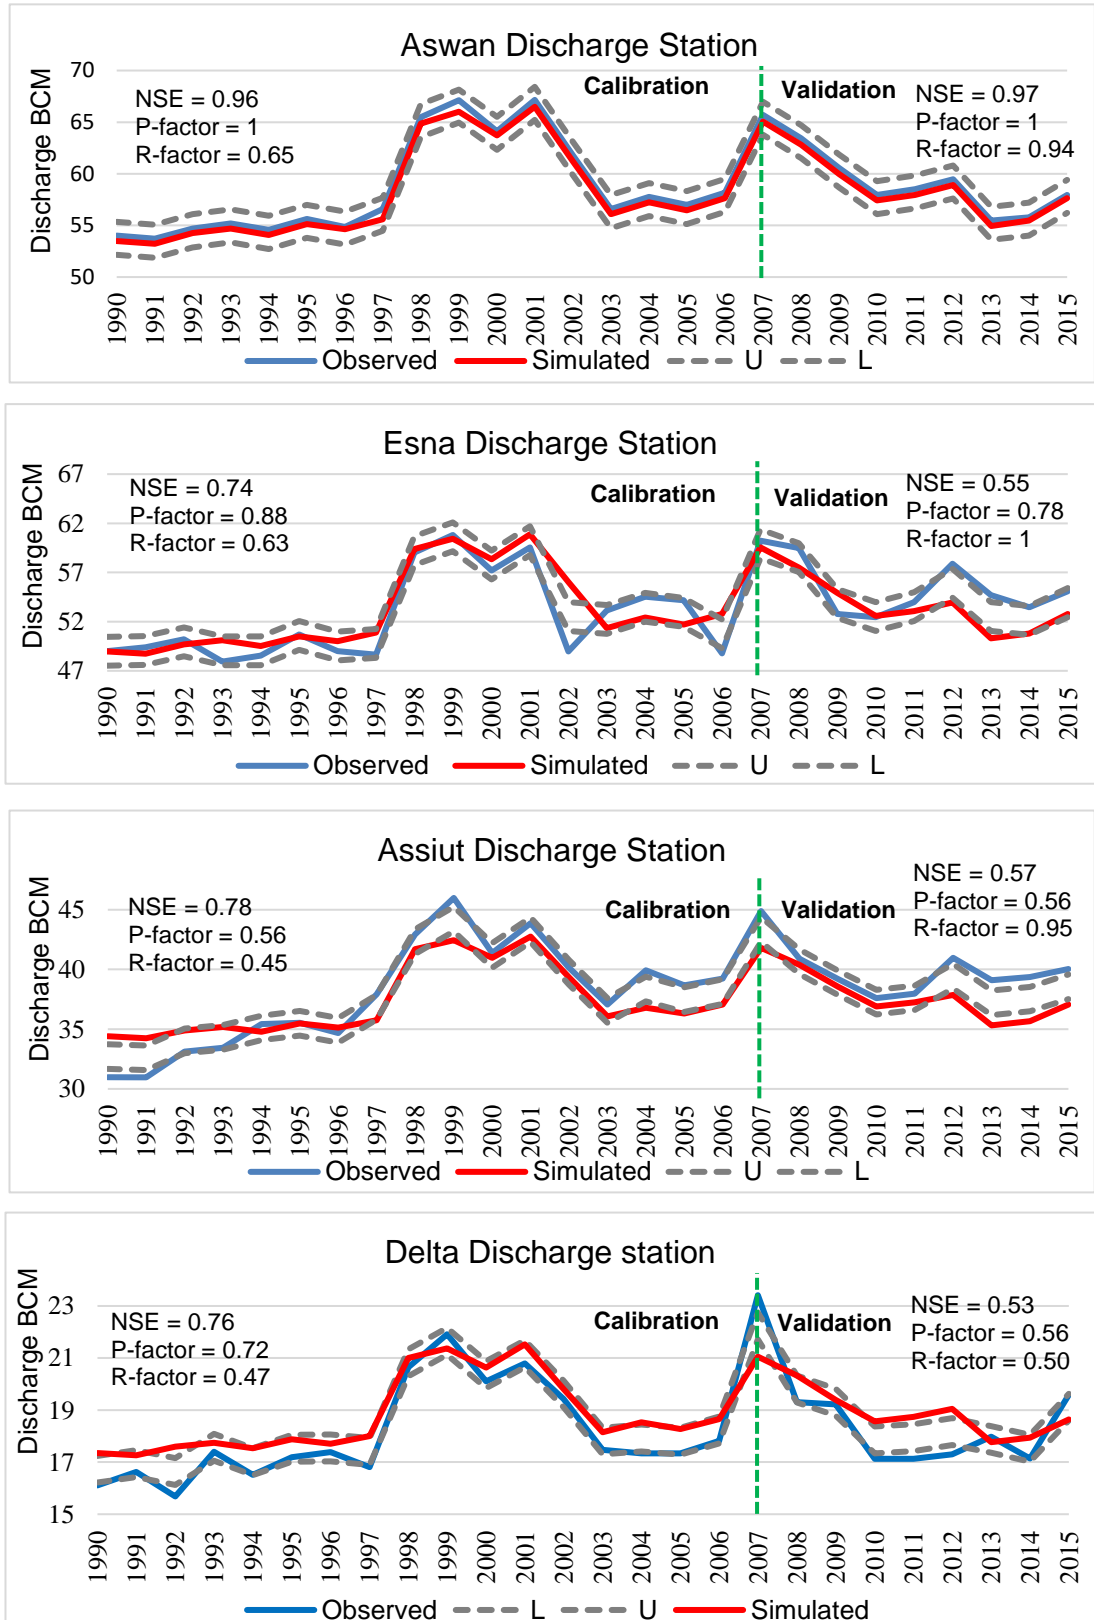 Aswan Discharge Station
Discharge BCM
70
65
60
55
50
NSE = 0.96
P-factor = 1
R-factor = 0.65
Calibration
Validation
NSE = 0.97
P-factor = 1
R-factor = 0.94
1990 1991 1992 1993 1994 1995 1996 1997 1998 1999 2000 2001 2002 2003 2004 2005 2006 2007 2008 2009 2010 2011 2012 2013 2014 2015
Observed Simulated U L
Esna Discharge Station
Discharge BCM
67
62
57
52
47
NSE = 0.74
P-factor = 0.88
R-factor = 0.63
Calibration
Validation
NSE = 0.55
P-factor = 0.78
R-factor = 1
1990 1991 1992 1993 1994 1995 1996 1997 1998 1999 2000 2001 2002 2003 2004 2005 2006 2007 2008 2009 2010 2011 2012 2013 2014 2015
Observed Simulated U L
Assiut Discharge Station
Discharge BCM
45
40
35
30
NSE = 0.78
P-factor = 0.56
R-factor = 0.45
Calibration
Validation
NSE = 0.57
P-factor = 0.56
R-factor = 0.95
1990 1991 1992 1993 1994 1995 1996 1997 1998 1999 2000 2001 2002 2003 2004 2005 2006 2007 2008 2009 2010 2011 2012 2013 2014 2015
Observed Simulated U L
Delta Discharge station
Discharge BCM
23
21
19
17
15
NSE = 0.76
P-factor = 0.72
R-factor = 0.47
Calibration
Validation
NSE = 0.53
P-factor = 0.56
R-factor = 0.50
1990 1991 1992 1993 1994 1995 1996 1997 1998 1999 2000 2001 2002 2003 2004 2005 2006 2007 2008 2009 2010 2011 2012 2013 2014 2015
Observed L U Simulated